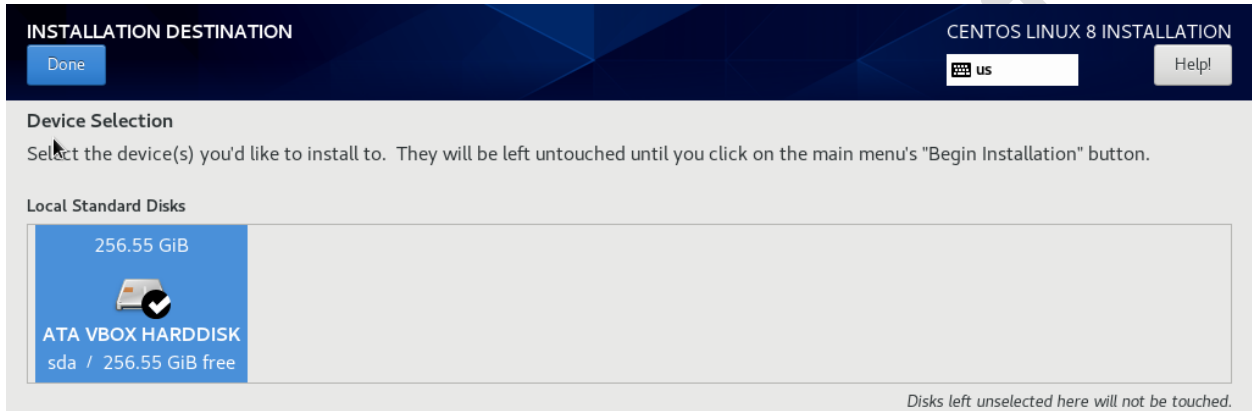 INSTALLATION DESTINATION
CENTOS LINUX 8 INSTALLATION
Done
us
Help!
Device Selection
Select the device(s) you'd like to install to. They will be left untouched until you click on the main menu's "Begin Installation" button.
Local Standard Disks
256.55 GiB
ATA VBOX HARDDISK
sda / 256.55 GiB free
Disks left unselected here will not be touched.